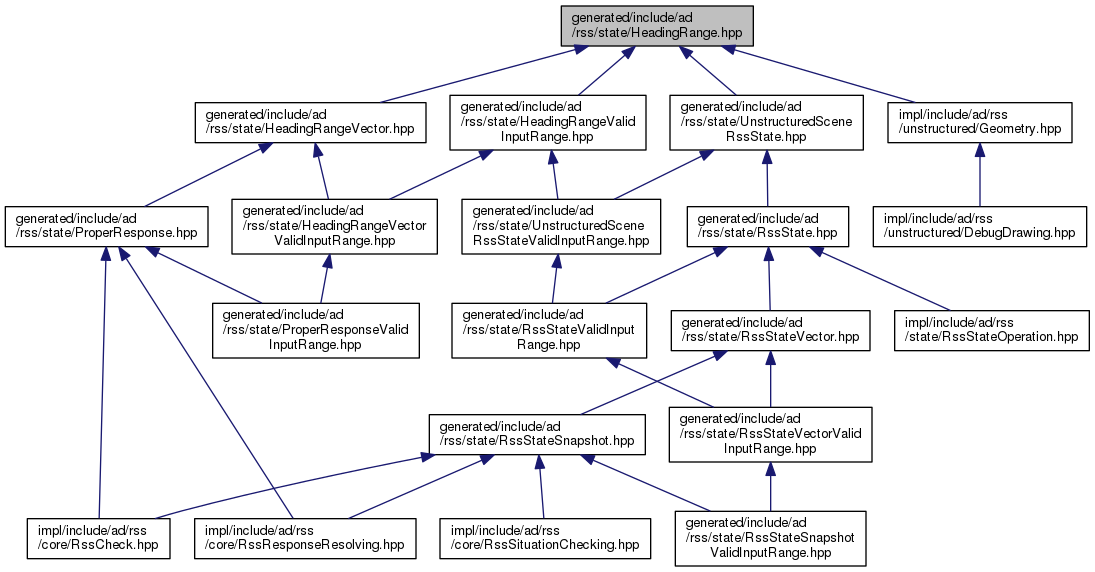 generated/include/ad
/rss/state/HeadingRange.hpp
generated/include/ad
/rss/state/HeadingRangeVector.hpp
generated/include/ad
/rss/state/HeadingRangeValid
InputRange.hpp
generated/include/ad
/rss/state/UnstructuredScene
RssState.hpp
impl/include/ad/rss
/unstructured/Geometry.hpp
generated/include/ad
/rss/state/ProperResponse.hpp
generated/include/ad
/rss/state/HeadingRangeVector
ValidInputRange.hpp
generated/include/ad
/rss/state/UnstructuredScene
RssStateValidInputRange.hpp
generated/include/ad
/rss/state/RssState.hpp
impl/include/ad/rss
/unstructured/DebugDrawing.hpp
generated/include/ad
/rss/state/ProperResponseValid
InputRange.hpp
generated/include/ad
/rss/state/RssStateValidInput
Range.hpp
generated/include/ad
/rss/state/RssStateVector.hpp
impl/include/ad/rss
/state/RssStateOperation.hpp
generated/include/ad
/rss/state/RssStateSnapshot.hpp
generated/include/ad
/rss/state/RssStateVectorValid
InputRange.hpp
impl/include/ad/rss
/core/RssCheck.hpp
impl/include/ad/rss
/core/RssResponseResolving.hpp
impl/include/ad/rss
/core/RssSituationChecking.hpp
generated/include/ad
/rss/state/RssStateSnapshot
ValidInputRange.hpp